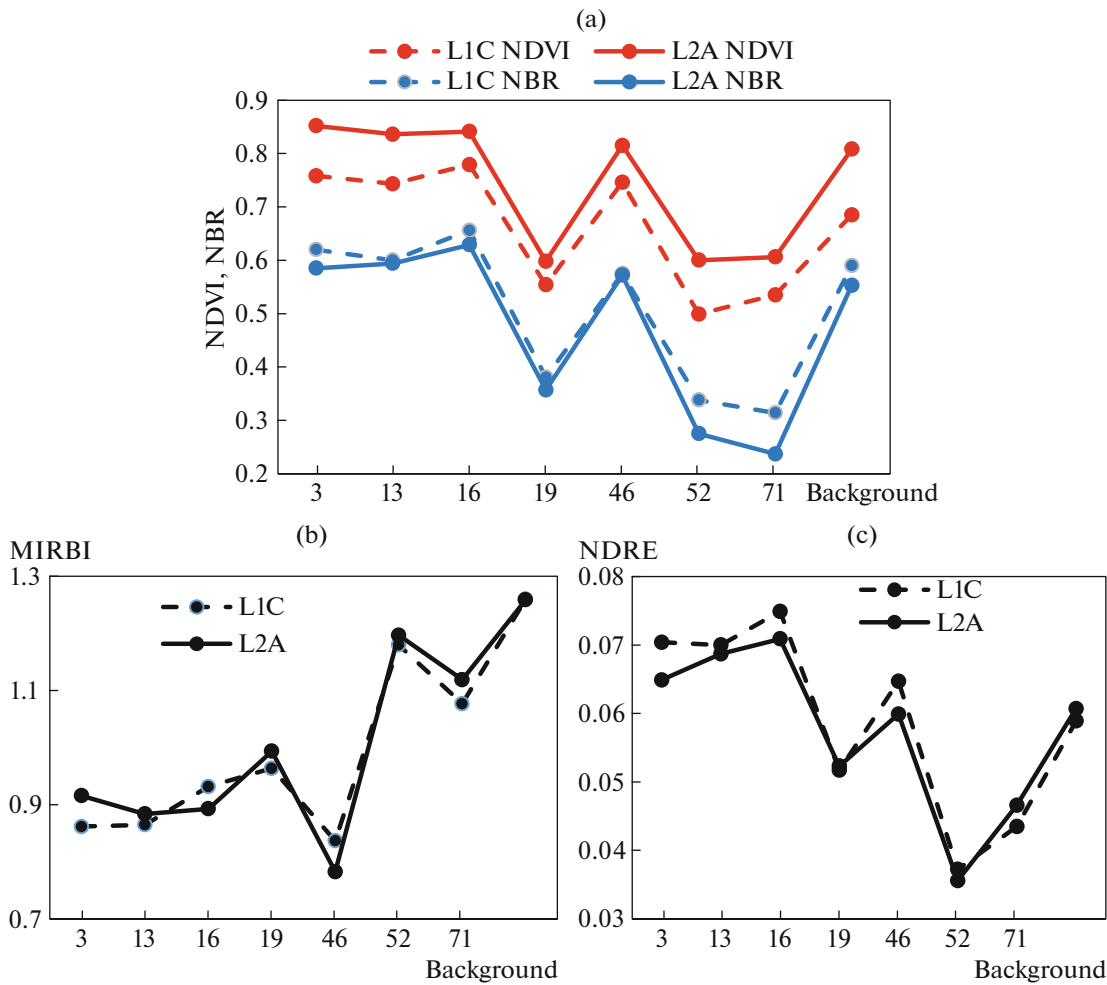 (a)
L1C NDVI
L2A NDVI
L1C NBR
L2A NBR
NDVI, NBR
0.9
0.8
0.7
0.6
0.5
0.4
0.3
0.2
3 13 16 19 46 52 71 Background
(b)
MIRBI
1.3
1.1
0.9
0.7
L1C
L2A
3 13 16 19 46 52 71
Background
(c)
NDRE
0.08
0.07
0.06
0.05
0.04
0.03
L1C
L2A
3 13 16 19 46 52 71
Background